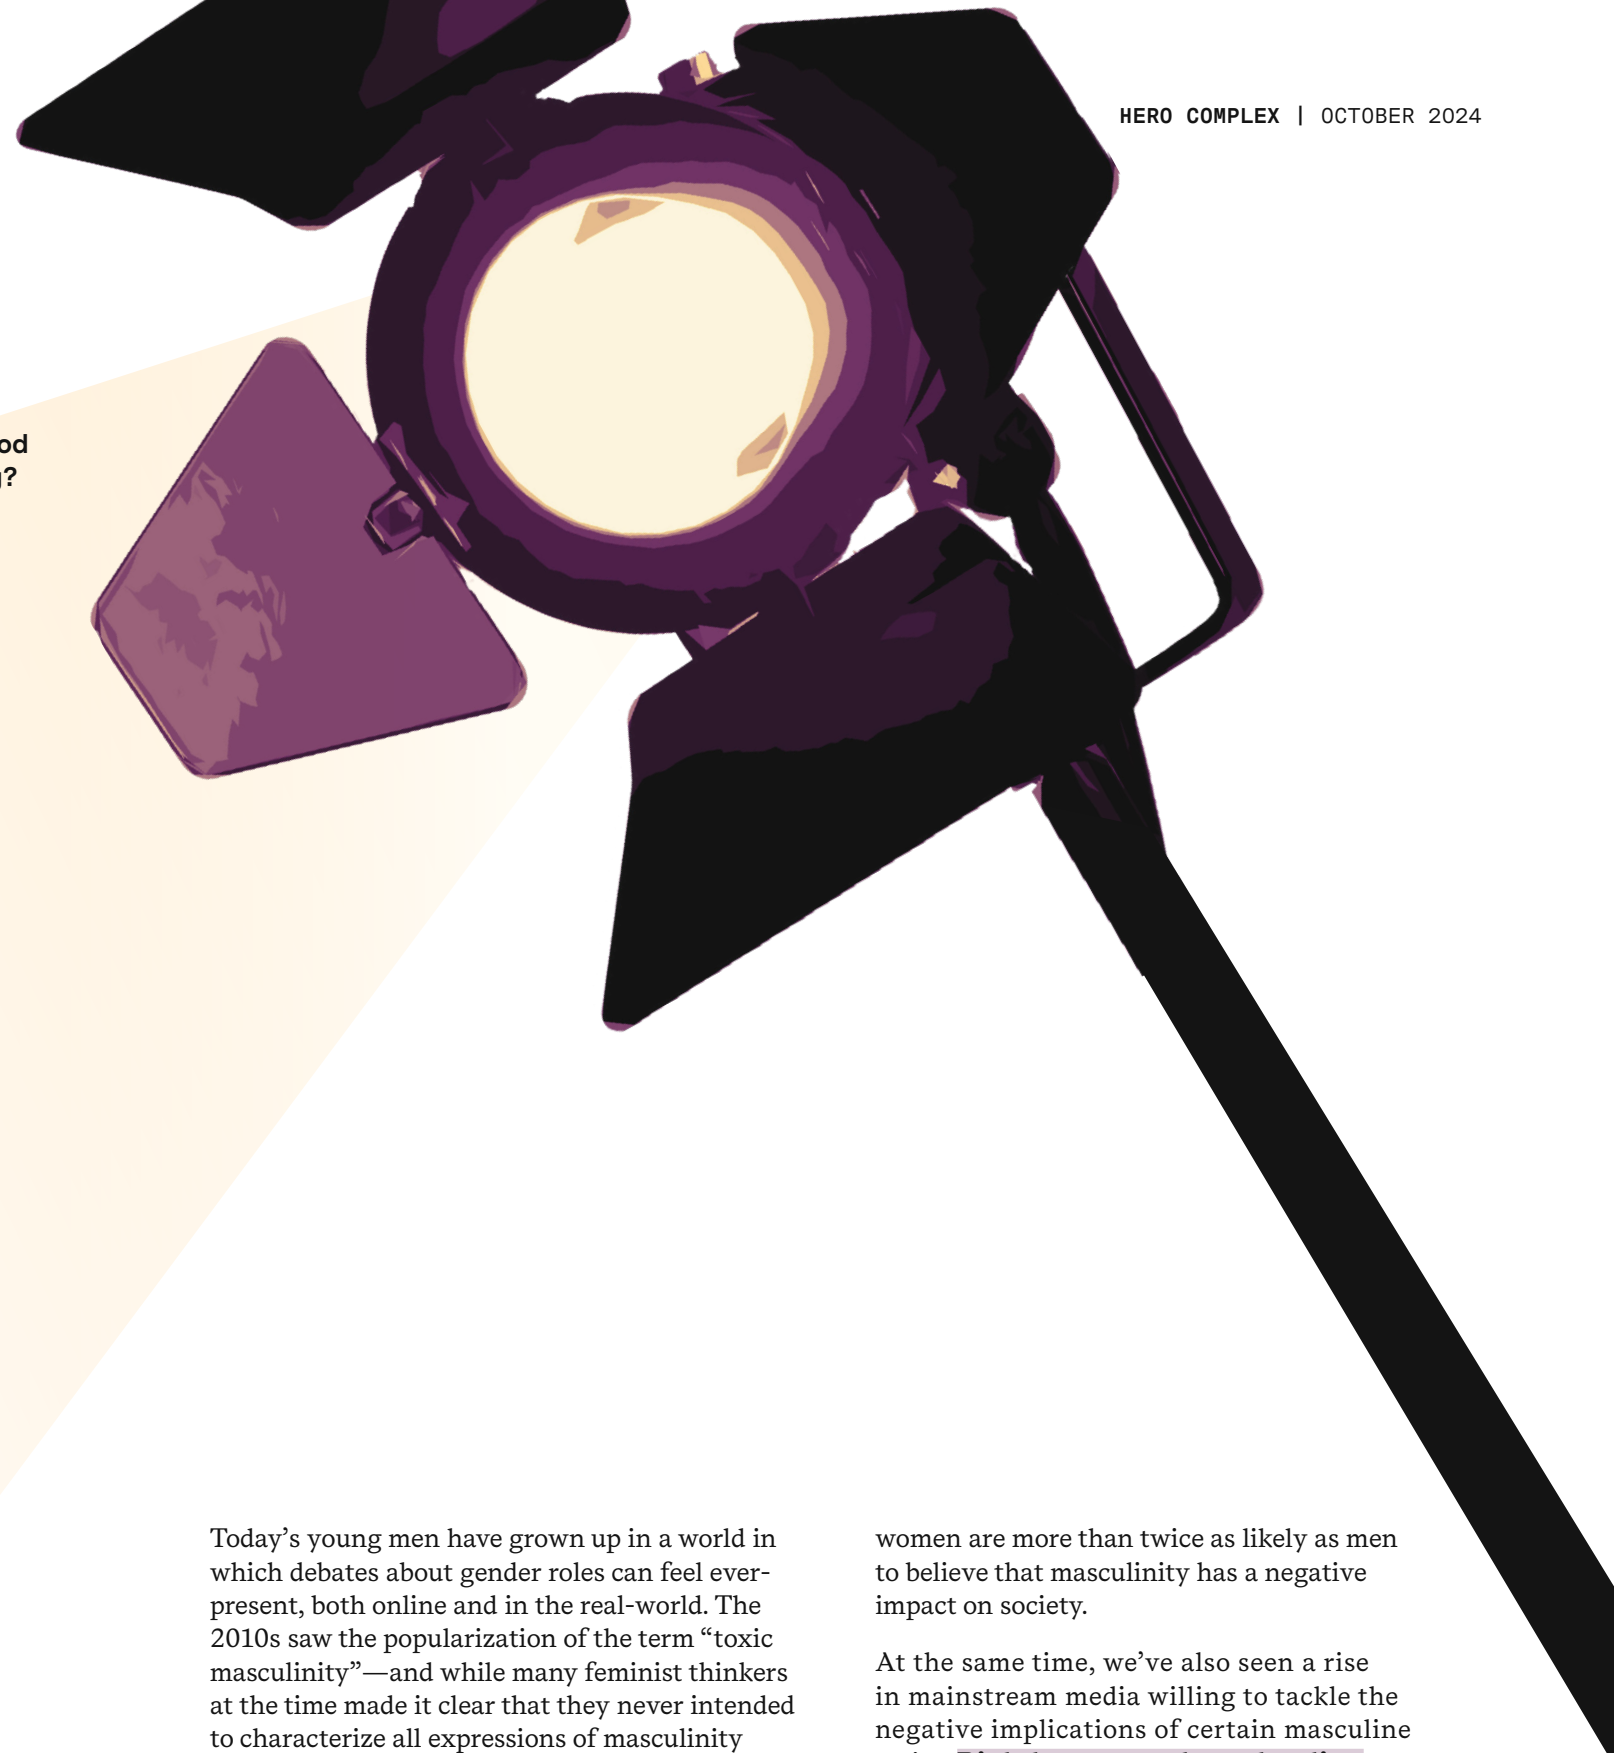 HERO COMPLEX | OCTOBER 2024
Today’s young men have grown up in a world in
which debates about gender roles can feel ever-
present, both online and in the real-world. The
2010s saw the popularization of the term “toxic
masculinity”—and while many feminist thinkers
at the time made it clear that they never intended
to characterize all expressions of masculinity
women are more than twice as likely as men
to believe that masculinity has a negative
impact on society.
At the same time, we’ve also seen a rise
in mainstream media willing to tackle the
negative implications of certain masculine